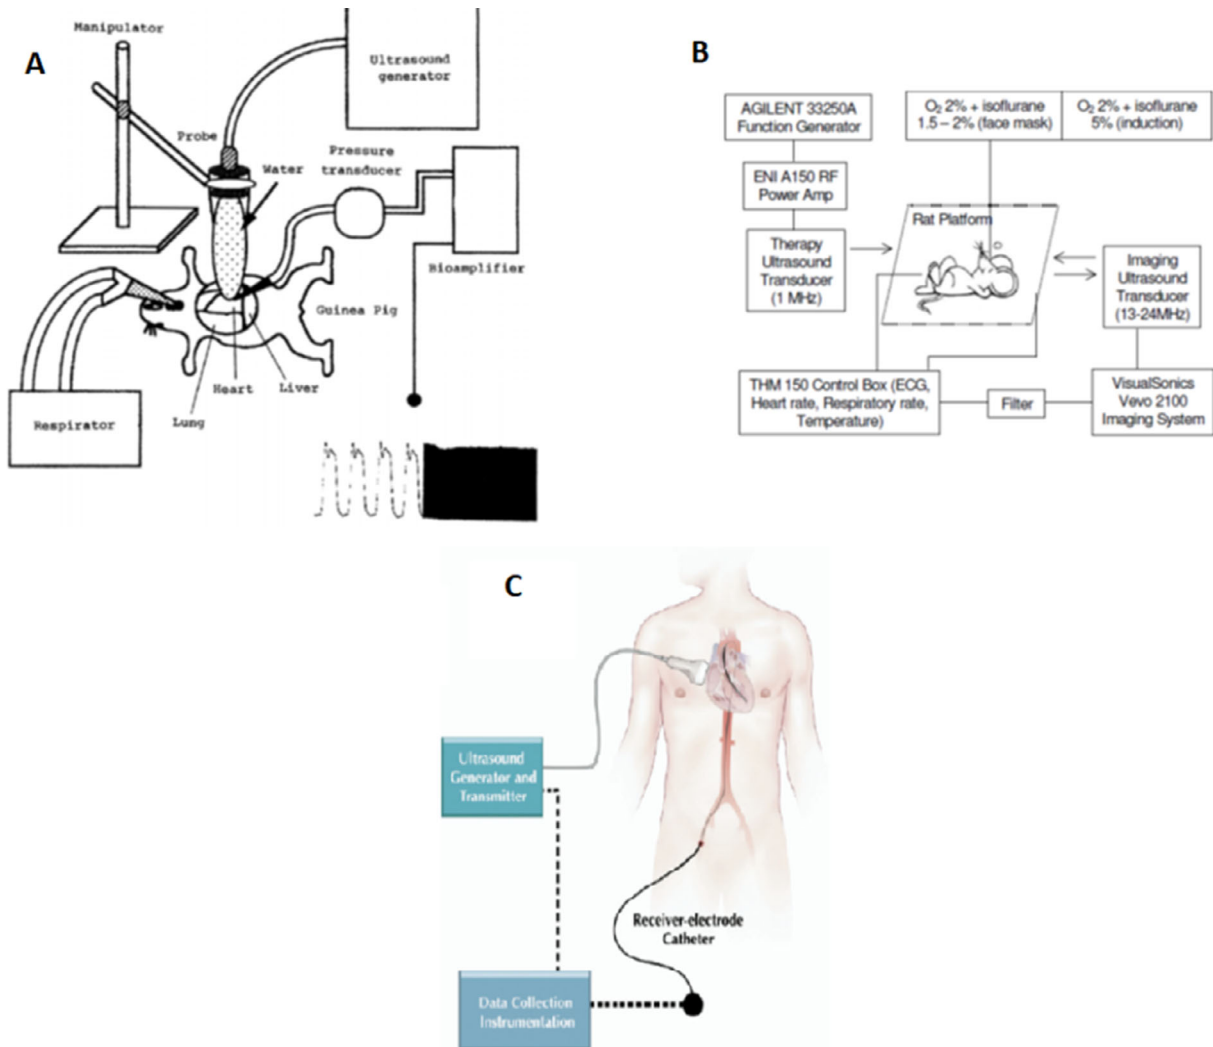 A
Manipulator
Ultrasound
generator
Probe
Water
Pressure
transducer
Bioamplifier
Guinea Pig
Heart
Liver
Lung
Respirator
B
AGILENT 33250A
Function Generator
O₂ 2% + isoflurane
1.5 – 2% (face mask)
O₂ 2% + isoflurane
5% (induction)
ENI A150 RF
Power Amp
Rat Platform
Therapy
Ultrasound
Transducer
(1 MHz)
Imaging
Ultrasound
Transducer
(13-24MHz)
THM 150 Control Box (ECG,
Heart rate, Respiratory rate,
Temperature)
Filter
VisualSonics
Vevo 2100
Imaging System
C
Ultrasound
Generator and
Transmitter
Receiver-electrode
Catheter
Data Collection
Instrumentation